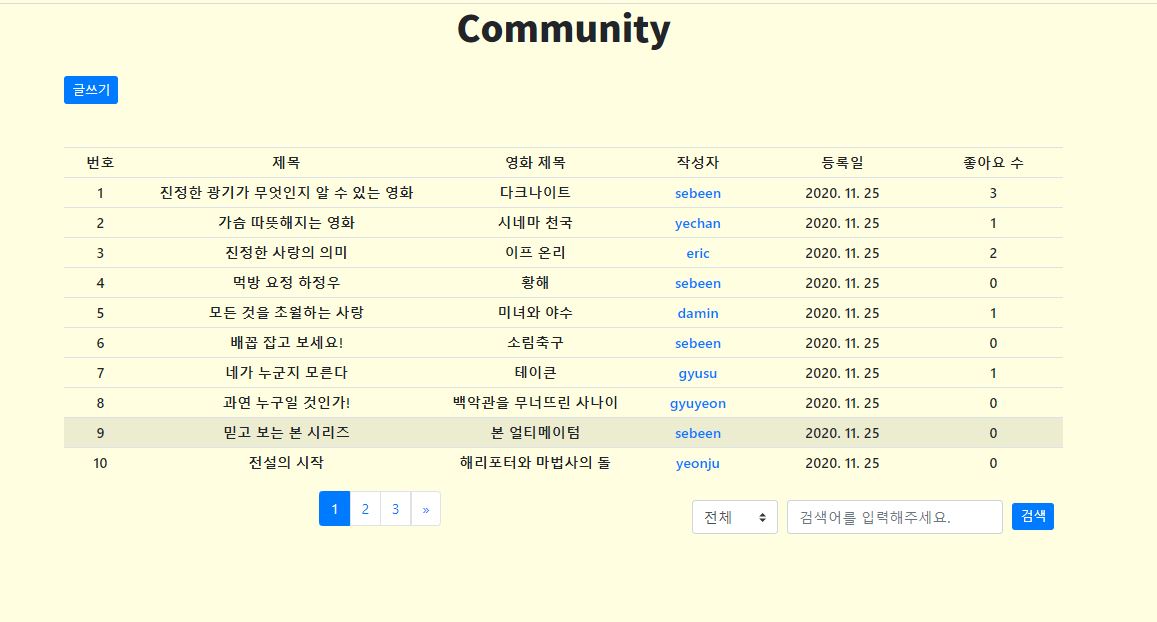 Community
글쓰기
번호 제목 영화 제목 작성자 등록일 좋아요 수
1 진정한 광기가 무엇인지 알 수 있는 영화 다크나이트 sebeen 2020. 11. 25 3
2 가슴 따뜻해지는 영화 시네마 천국 yechan 2020. 11. 25 1
3 진정한 사랑의 의미 이프 온리 eric 2020. 11. 25 2
4 먹방 요정 하정우 황해 sebeen 2020. 11. 25 0
5 모든 것을 초월하는 사랑 미녀와 야수 damin 2020. 11. 25 1
6 배꼽 잡고 보세요! 소림축구 sebeen 2020. 11. 25 0
7 네가 누군지 모른다 테이큰 gyusu 2020. 11. 25 1
8 과연 누구일 것인가! 백악관을 무너뜨린 사나이 gyuyeon 2020. 11. 25 0
9 믿고 보는 본 시리즈 본 얼티메이텀 sebeen 2020. 11. 25 0
10 전설의 시작 해리포터와 마법사의 돌 yeonju 2020. 11. 25 0
1 2 3 »
전체 검색어를 입력해주세요. 검색